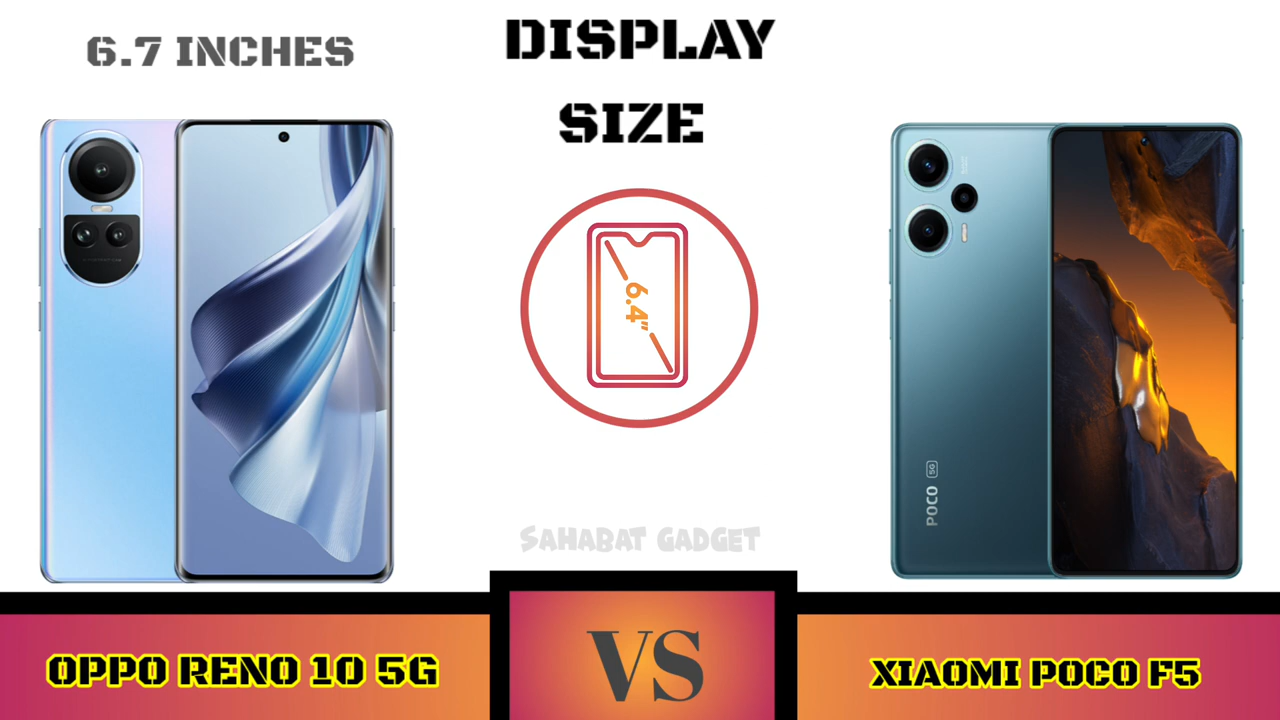 6.7 INCHES
DISPLAY
SIZE
6.4"
POCO 5G
SAHABAT GADGET
OPPO RENO 10 5G
VS
XIAOMI POCO F5